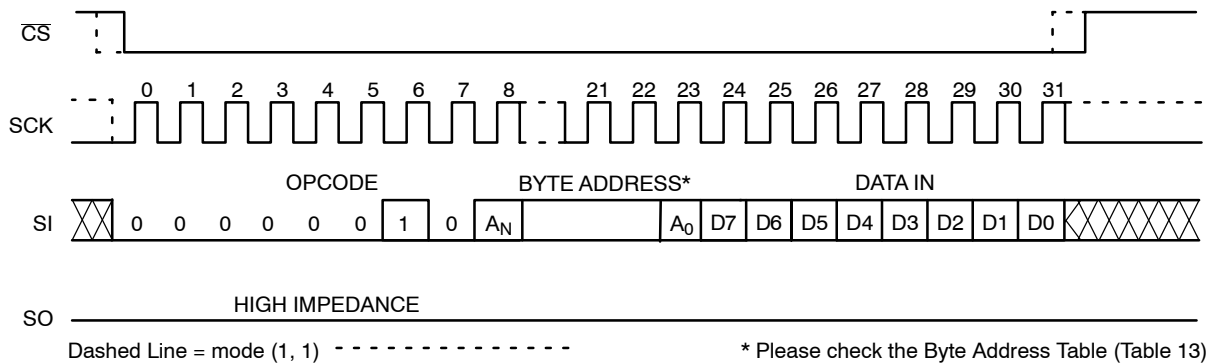 CS
0 1 2 3 4 5 6 7 8 21 22 23 24 25 26 27 28 29 30 31
SCK
OPCODE BYTE ADDRESS* DATA IN
SI 0 0 0 0 0 0 1 0 AN A0 D7 D6 D5 D4 D3 D2 D1 D0
HIGH IMPEDANCE
SO
Dashed Line = mode (1, 1) * Please check the Byte Address Table (Table 13)